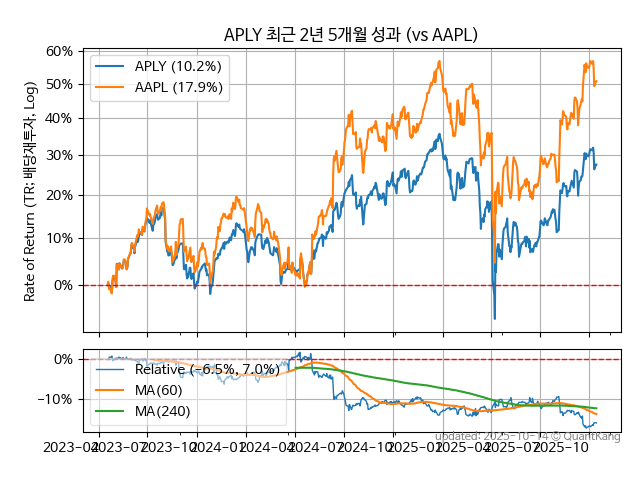 APLY 최근 2년 5개월 성과 (vs AAPL)
Rate of Return (TR: 배당재투자, Log)
60%
50%
40%
30%
20%
10%
0%
APLY (10.2%)
AAPL (17.9%)
0%
−10%
Relative (−6.5%, 7.0%)
MA(60)
MA(240)
updated: 2025-10-14 © QuantKang
2023-04 2023-07 2023-10 2024-01 2024-04 2024-07 2024-10 2025-01 2025-04 2025-07 2025-10